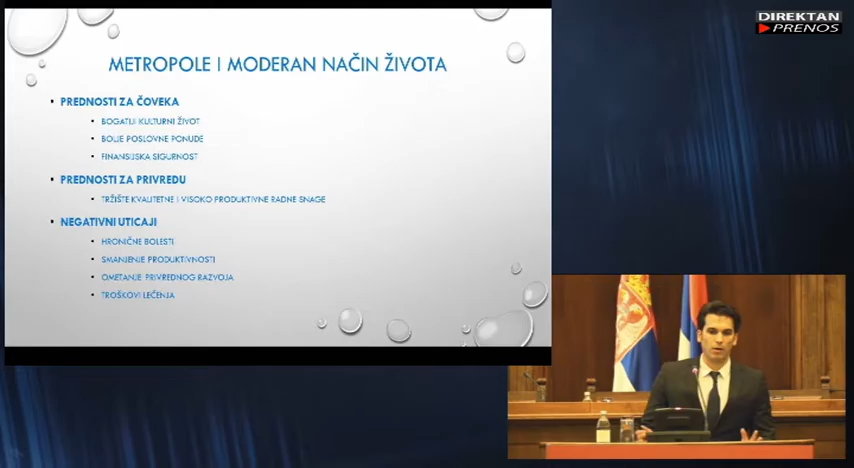 DIREKTAN
PRENOS
METROPOLE I MODERAN NAČIN ŽIVOTA
• PREDNOSTI ZA ČOVEKA
• BOGATIJI KULTURNI ŽIVOT
• BOLJE POSLOVNE PONUDE
• FINANSIJSKA SIGURNOST
• PREDNOSTI ZA PRIVREDU
• TRŽIŠTE KVALITETNE I VISOKO PRODUKTIVNE RADNE SNAGE
• NEGATIVNI UTICAJI
• HRONIČNE BOLESTI
• SMANJENJE PRODUKTIVNOSTI
• OMETANJE PRIVREDNOG RAZVOJA
• TROŠKOVI LEČENJA